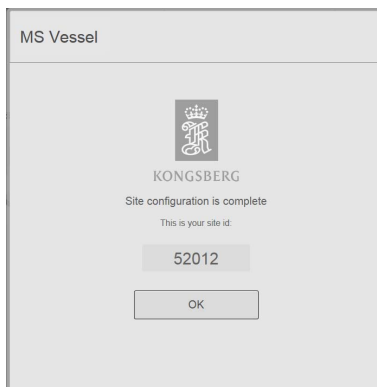 MS Vessel
KONGSBERG
Site configuration is complete
This is your site id:
52012
OK